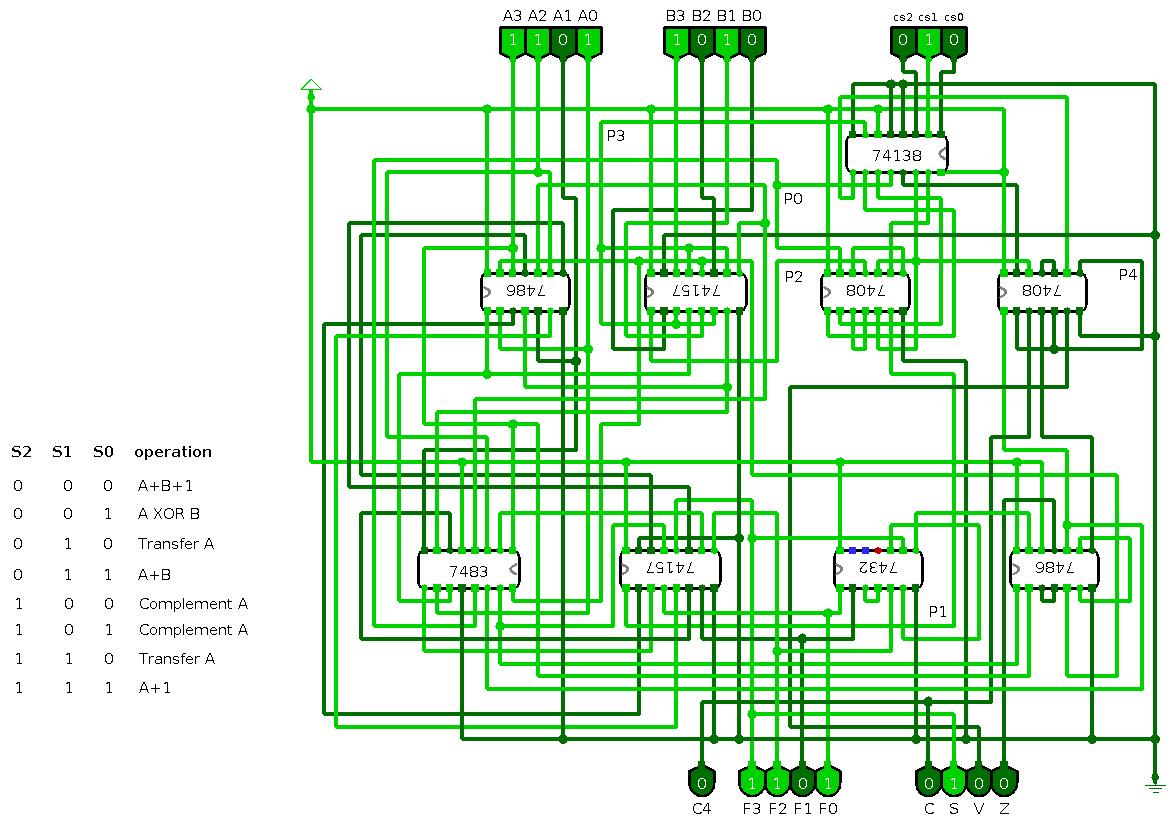 A3 A2 A1 A0 B3 B2 B1 B0 cs2 cs1 cs0
1 1 0 1 1 0 1 0 0 1 0
P3
74138
P0
7486 74157 P2 7408 7408 P4
S2 S1 S0 operation
0 0 0 A+B+1
0 0 1 A XOR B
0 1 0 Transfer A
0 1 1 A+B
1 0 0 Complement A
1 0 1 Complement A
1 1 0 Transfer A
1 1 1 A+1
7483 74157 7432 7486
P1
0 1 1 0 1 0 1 0 0
C4 F3 F2 F1 F0 C S V Z